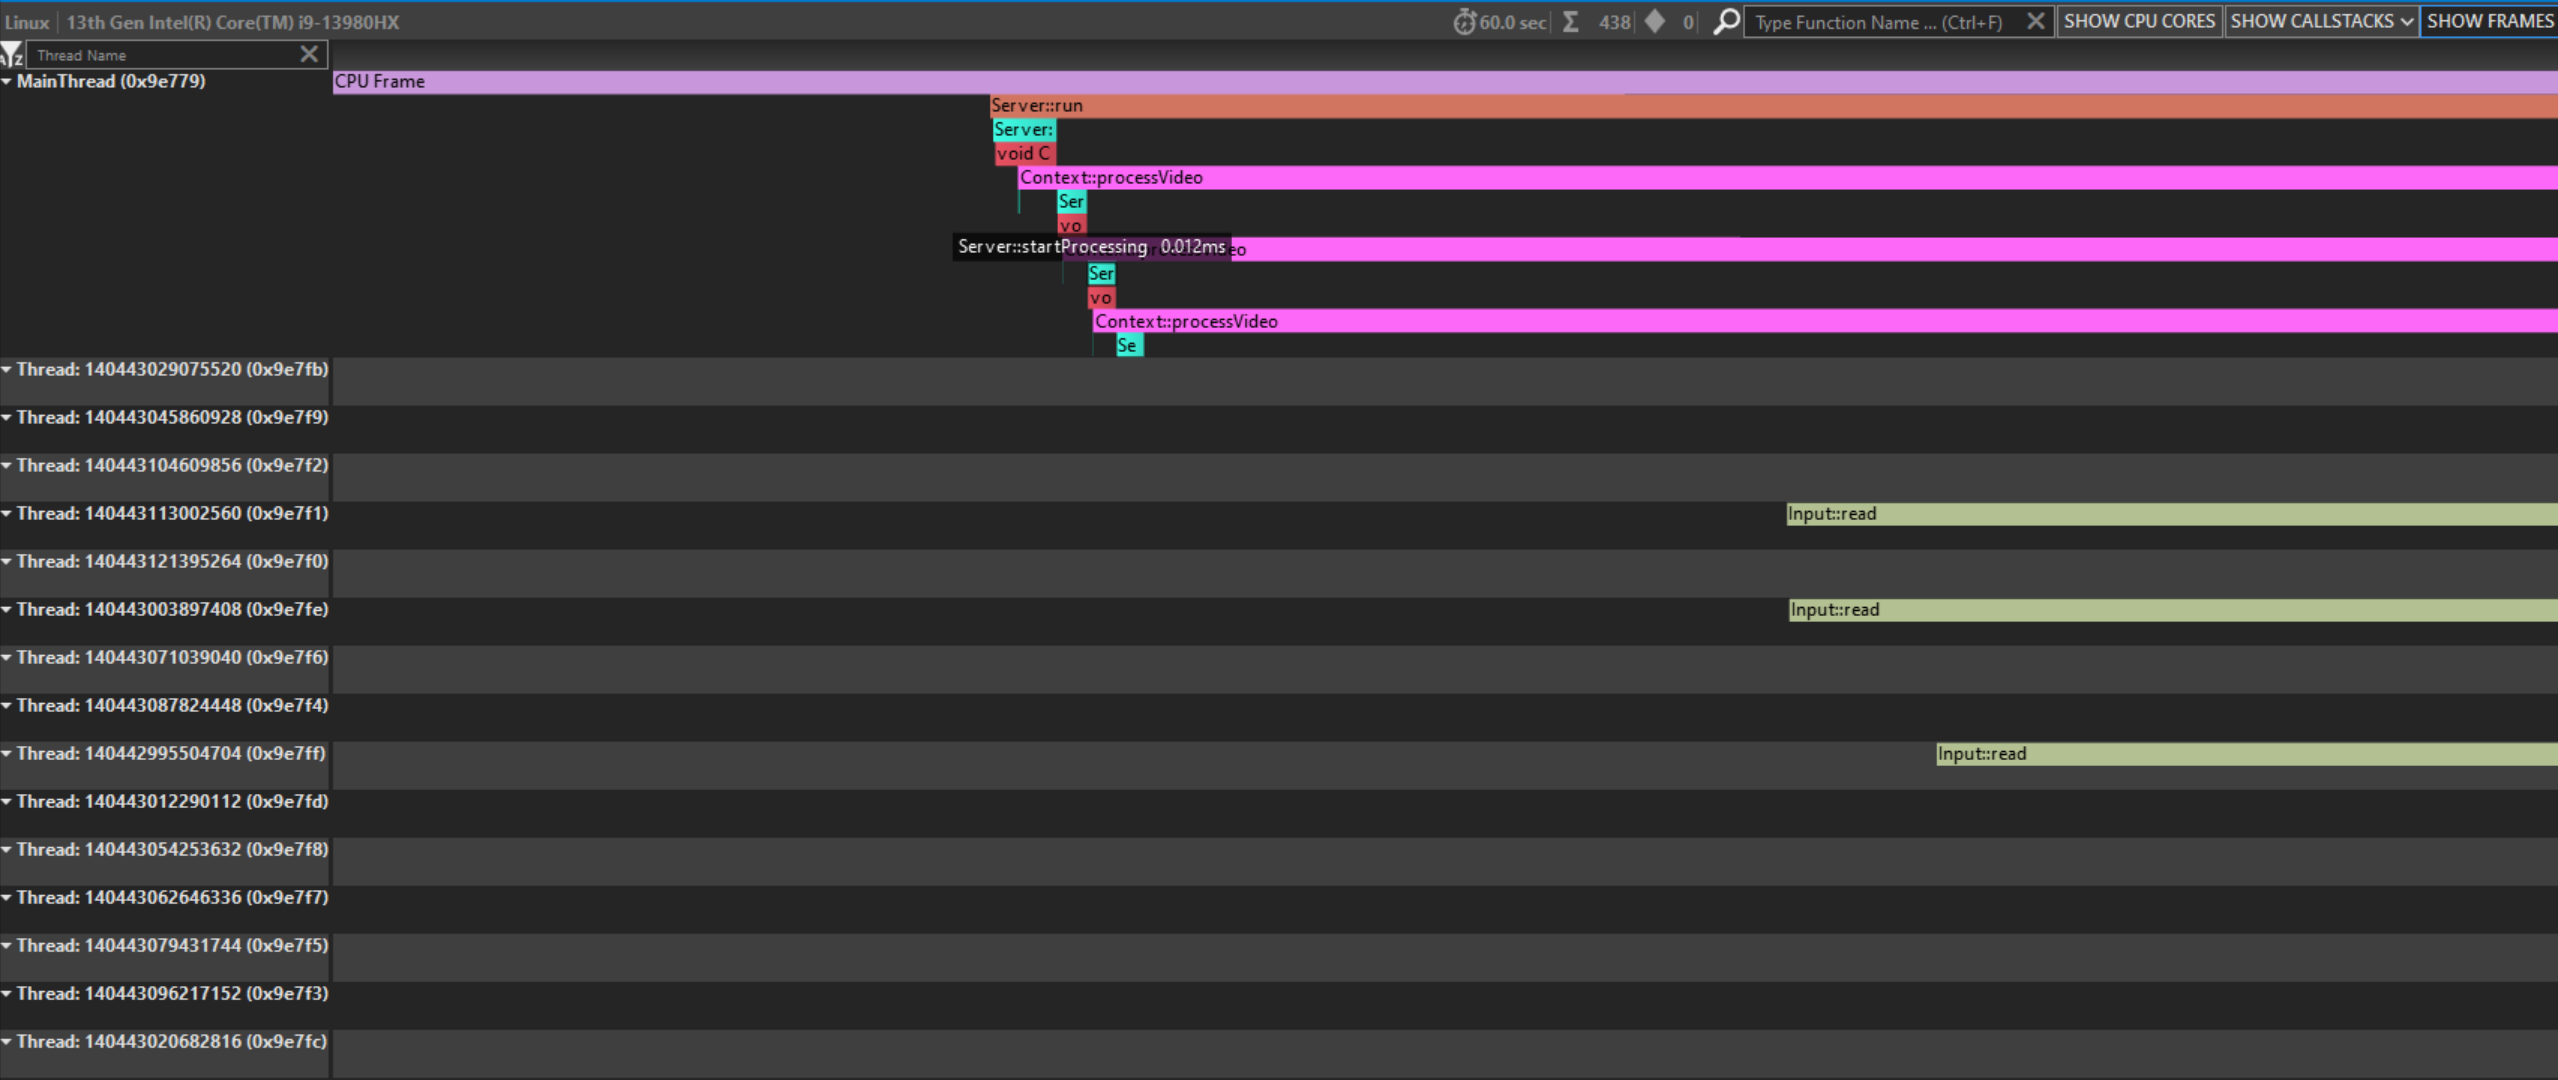 Linux 13th Gen Intel(R) Core(TM) i9-13980HX 60.0 sec Σ 438 0 Type Function Name ... (Ctrl+F) SHOW CPU CORES SHOW CALLSTACKS SHOW FRAMES
Thread Name
MainThread (0x9e779) CPU Frame
Server::run
Server:
void C
Context::processVideo
Ser
vo
Server::startProcessing 0.012ms eo
Ser
vo
Context::processVideo
Se
Thread: 140443029075520 (0x9e7fb)
Thread: 140443045860928 (0x9e7f9)
Thread: 140443104609856 (0x9e7f2)
Thread: 140443113002560 (0x9e7f1) Input::read
Thread: 140443121395264 (0x9e7f0)
Thread: 140443003897408 (0x9e7fe) Input::read
Thread: 140443071039040 (0x9e7f6)
Thread: 140443087824448 (0x9e7f4)
Thread: 140442995504704 (0x9e7ff) Input::read
Thread: 140443012290112 (0x9e7fd)
Thread: 140443054253632 (0x9e7f8)
Thread: 140443062646336 (0x9e7f7)
Thread: 140443079431744 (0x9e7f5)
Thread: 140443096217152 (0x9e7f3)
Thread: 140443020682816 (0x9e7fc)